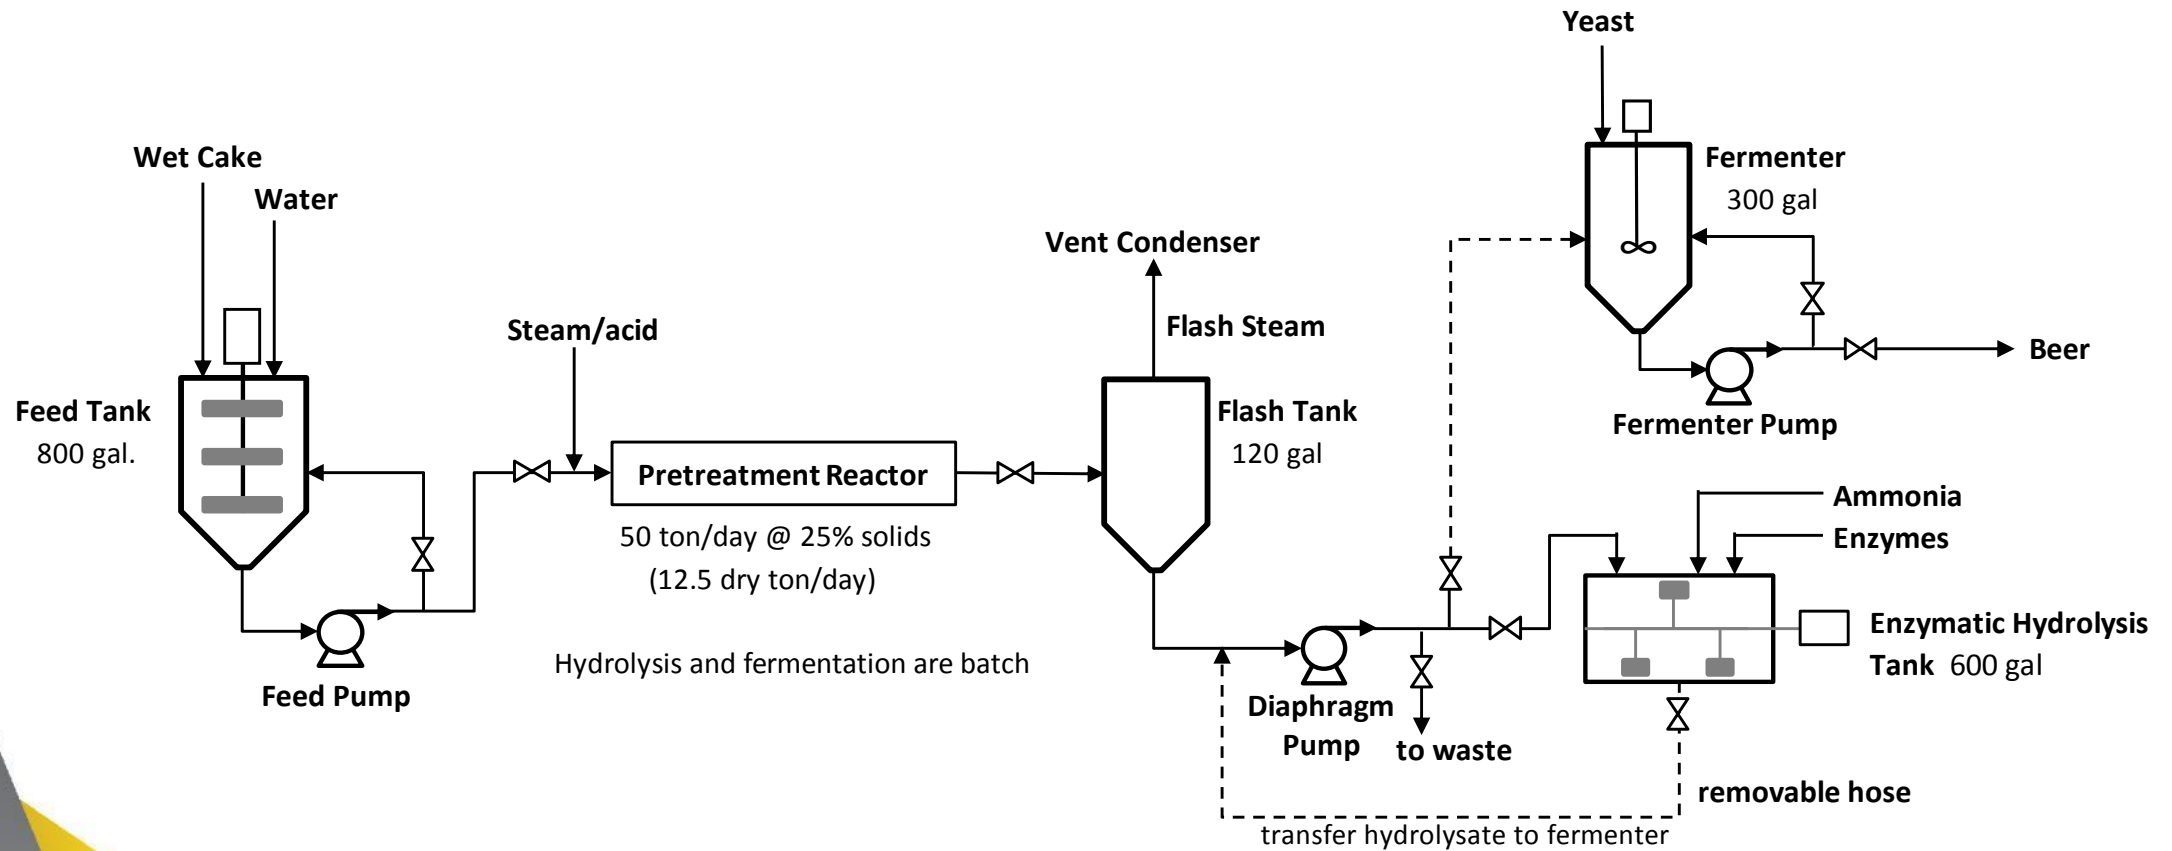 Yeast
Wet Cake
Water
Fermenter
300 gal
Vent Condenser
Steam/acid
Flash Steam
Beer
Feed Tank
800 gal.
Flash Tank
120 gal
Fermenter Pump
Pretreatment Reactor
50 ton/day @ 25% solids
(12.5 dry ton/day)
Ammonia
Enzymes
Hydrolysis and fermentation are batch
Enzymatic Hydrolysis
Tank 600 gal
Feed Pump
Diaphragm
Pump
to waste
removable hose
transfer hydrolysate to fermenter